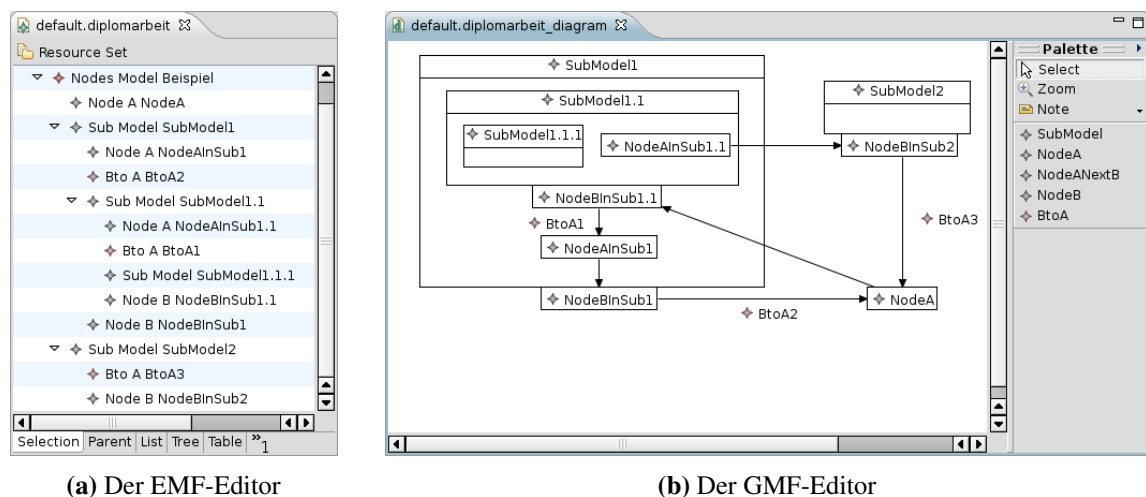 default.diplomarbeit
Resource Set
Nodes Model Beispiel
Node A NodeA
Sub Model SubModel1
Node A NodeAInSub1
Bto A BtoA2
Sub Model SubModel1.1
Node A NodeAInSub1.1
Bto A BtoA1
Sub Model SubModel1.1.1
Node B NodeBInSub1.1
Node B NodeBInSub1
Sub Model SubModel2
Bto A BtoA3
Node B NodeBInSub2
Selection Parent List Tree Table »1
(a) Der EMF-Editor
default.diplomarbeit_diagram
SubModel1
SubModel1.1
SubModel2
SubModel1.1.1
NodeAInSub1.1
NodeBInSub2
NodeBInSub1.1
BtoA1
BtoA3
NodeAInSub1
NodeBInSub1
NodeA
BtoA2
Palette
Select
Zoom
Note
SubModel
NodeA
NodeANextB
NodeB
BtoA
(b) Der GMF-Editor